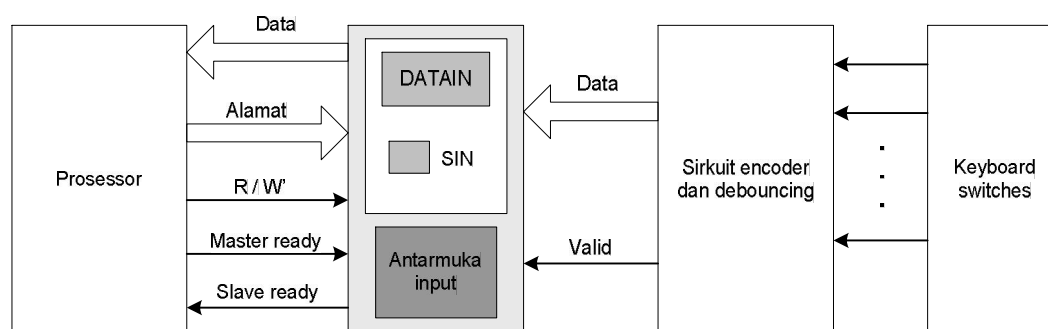 Data
Alamat
Prosessor
R / W'
Master ready
Slave ready
DATAIN
SIN
Antarmuka
input
Data
Valid
Sirkuit encoder
dan debouncing
Keyboard
switches